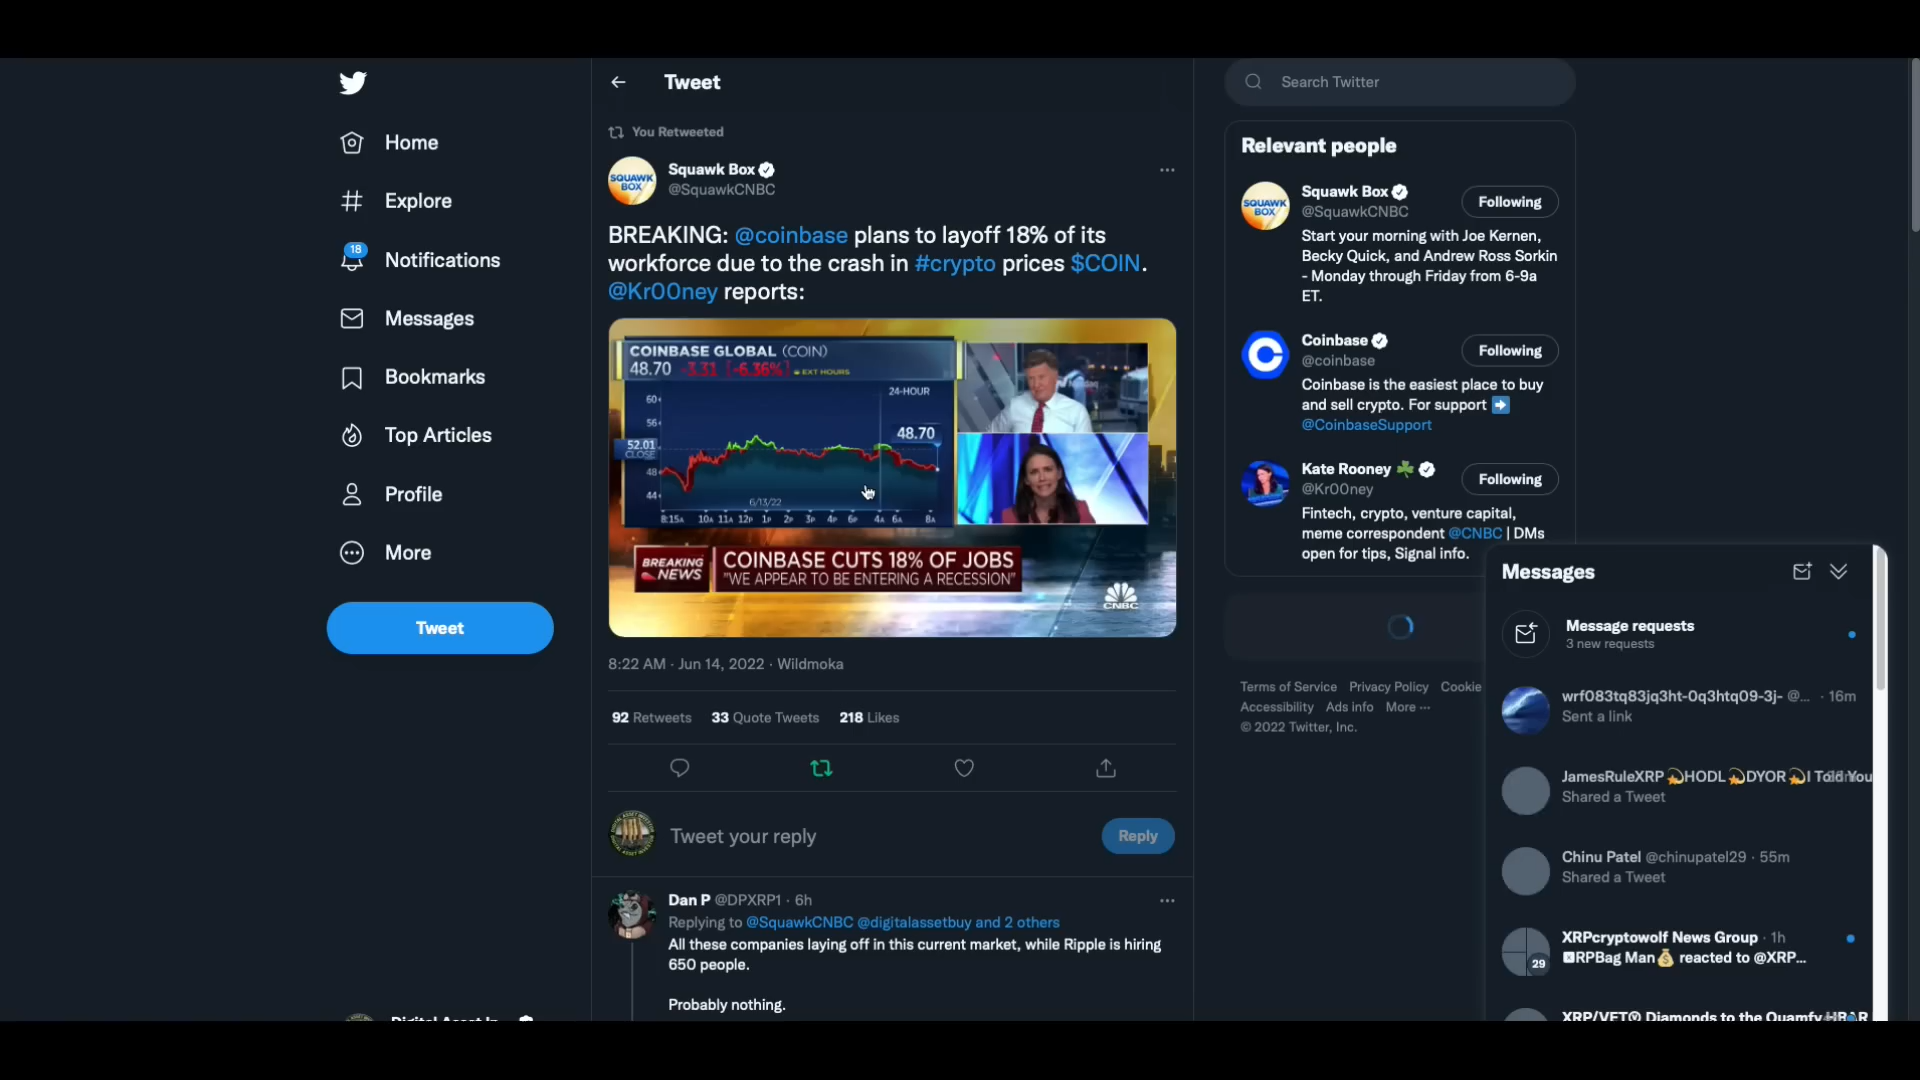 Home
Explore
18
Notifications
Messages
Bookmarks
Top Articles
Profile
More
Tweet
Tweet
You Retweeted
Squawk Box
@SquawkCNBC
BREAKING: @coinbase plans to layoff 18% of its
workforce due to the crash in #crypto prices $COIN.
@Kr00ney reports:
SQUAWK
BOX
COINBASE GLOBAL (COIN)
48.70 -3.31 [-6.36%] EXT HOURS
24-HOUR
60
56
52.01
CLOSE
48
44
48.70
6/13/22
8:15A 10A 11A 12P 1P 2P 3P 4P 6P 4A 6A 8A
BREAKING
NEWS
COINBASE CUTS 18% OF JOBS
"WE APPEAR TO BE ENTERING A RECESSION"
CNBC
8:22 AM · Jun 14, 2022 · Wildmoka
92 Retweets 33 Quote Tweets 218 Likes
Tweet your reply
Reply
Dan P @DPXRP1 · 6h
Replying to @SquawkCNBC @digitalassetbuy and 2 others
All these companies laying off in this current market, while Ripple is hiring
650 people.
Probably nothing.
Search Twitter
Relevant people
SQUAWK
BOX
Squawk Box
@SquawkCNBC
Following
Start your morning with Joe Kernen,
Becky Quick, and Andrew Ross Sorkin
- Monday through Friday from 6-9a
ET.
Coinbase
@coinbase
Following
Coinbase is the easiest place to buy
and sell crypto. For support ➡️
@CoinbaseSupport
Kate Rooney ☘️
@Kr00ney
Following
Fintech, crypto, venture capital,
meme correspondent @CNBC | DMs
open for tips, Signal info.
Terms of Service Privacy Policy Cookie
Accessibility Ads info More ···
© 2022 Twitter, Inc.
Messages
Message requests
3 new requests
wrf083tq83jq3ht-0q3htq09-3j- @... · 16m
Sent a link
JamesRuleXRP💫HODL💫DYOR💫I Told You
Shared a Tweet
Chinu Patel @chinupatel29 · 55m
Shared a Tweet
29
XRPcryptowolf News Group · 1h
🅇RPBag Man💰 reacted to @XRP...
XRP/VET Diamonds to the Quamfy HBAR
Digital Asset In